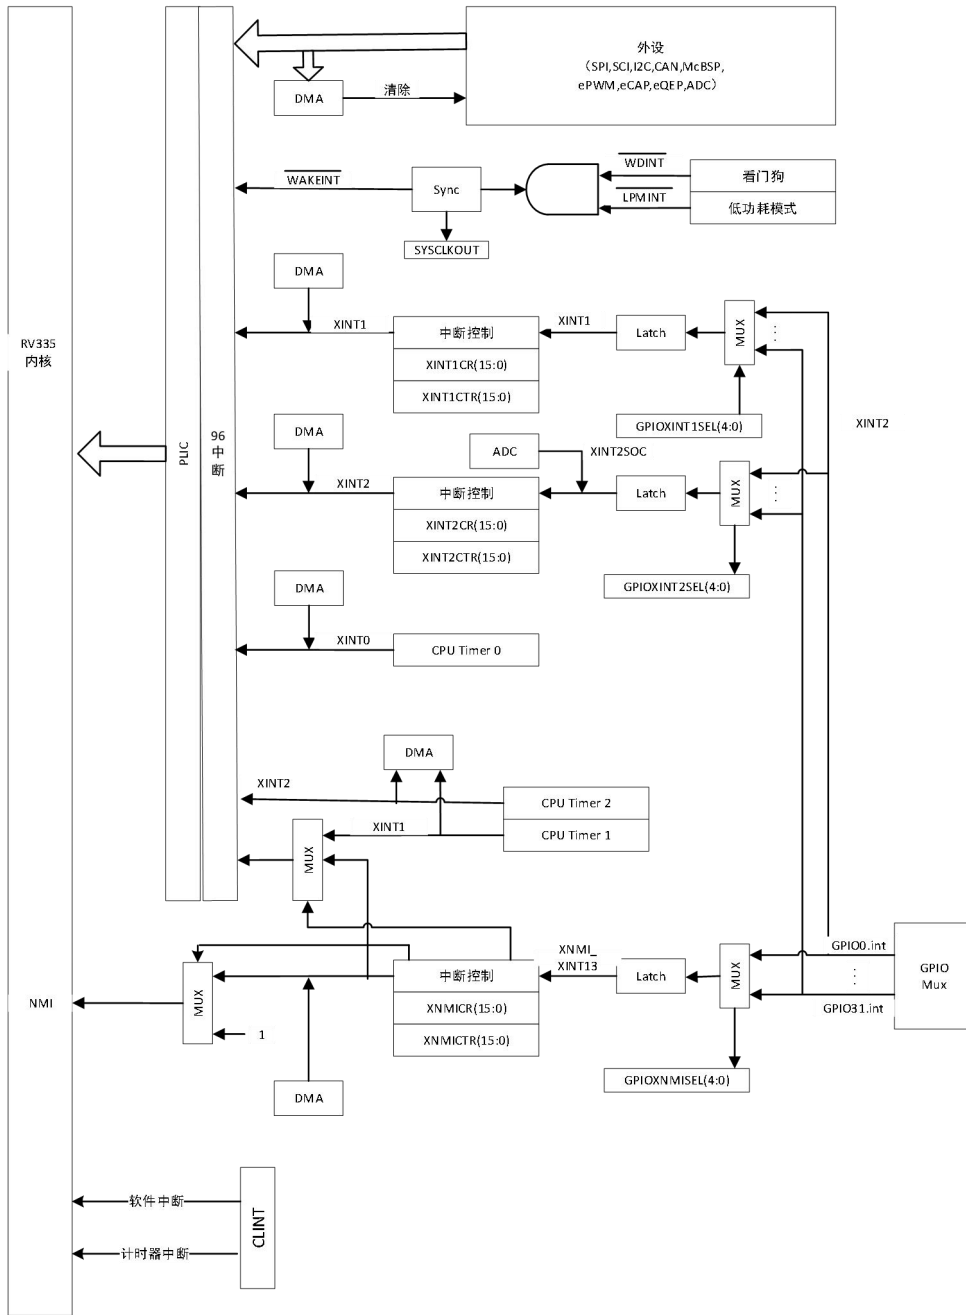 外设
（SPI,SCI,I2C,CAN,McBSP,
ePWM,eCAP,eQEP,ADC）
DMA
清除
WDINT
看门狗
WAKEINT
Sync
LPMINT
低功耗模式
SYSCLKOUT
DMA
XINT1
中断控制
XINT1
Latch
MUX
XINT1CR(15:0)
XINT1CTR(15:0)
GPIOXINT1SEL(4:0)
RV335
内核
XINT2
PLIC
96
中
断
DMA
ADC
XINT2SOC
XINT2
中断控制
Latch
MUX
XINT2CR(15:0)
XINT2CTR(15:0)
GPIOXINT2SEL(4:0)
DMA
XINT0
CPU Timer 0
DMA
XINT2
CPU Timer 2
XINT1
CPU Timer 1
MUX
XNMI_
XINT13
GPIO0.int
中断控制
Latch
MUX
GPIO
Mux
NMI
MUX
XNMICR(15:0)
GPIO31.int
1
XNMICTR(15:0)
GPIOXNMISEL(4:0)
DMA
软件中断
CLINT
计时器中断